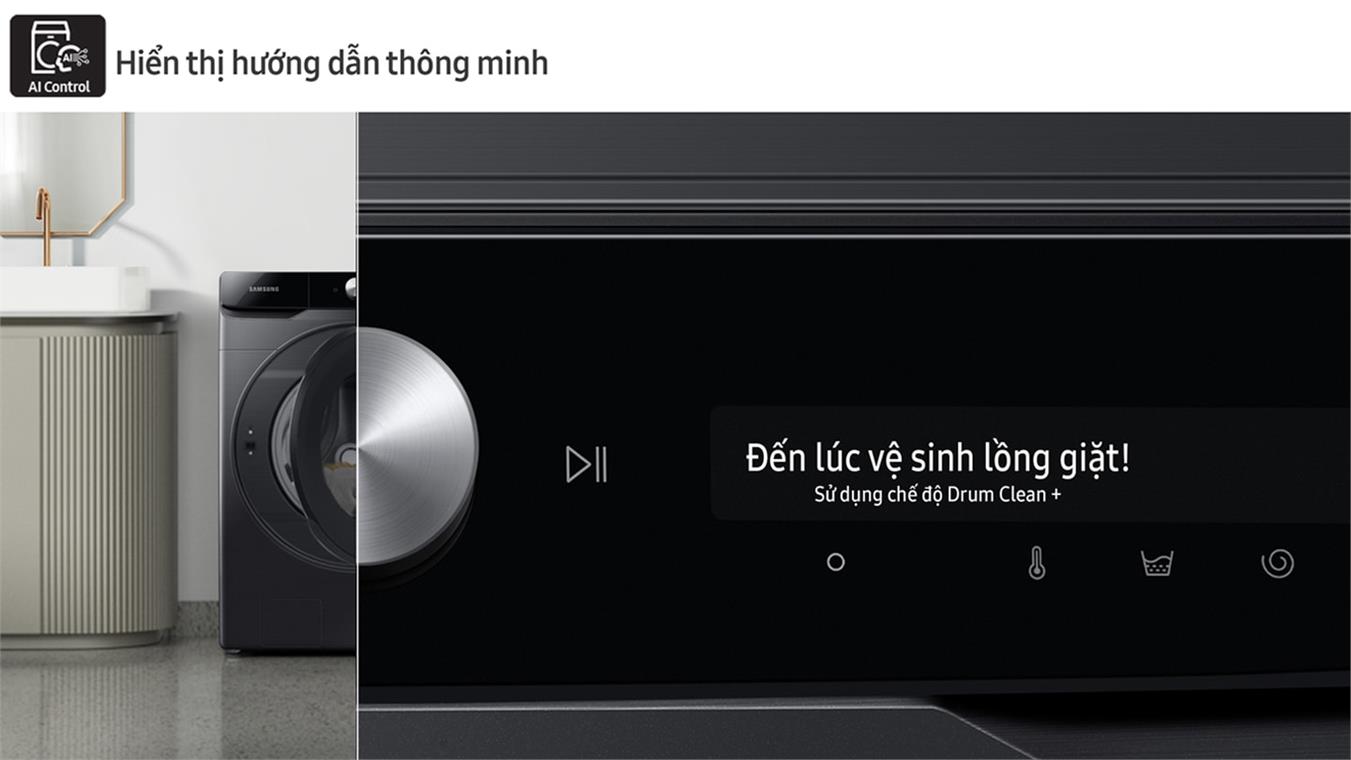 AI
AI Control
Hiển thị hướng dẫn thông minh
SAMSUNG
Đến lúc vệ sinh lồng giặt!
Sử dụng chế độ Drum Clean +